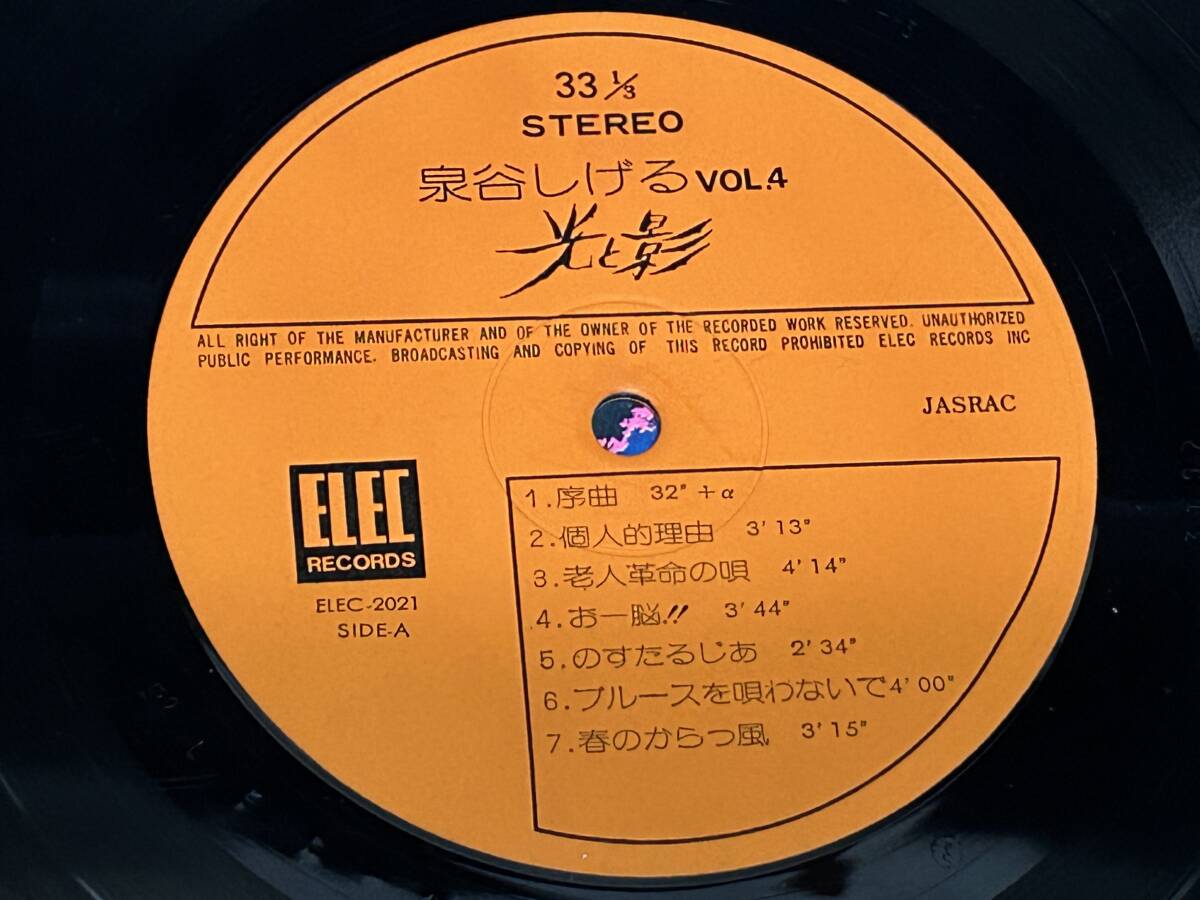 33 1/3
STEREO
泉谷しげる VOL.4
光と影
ALL RIGHT OF THE MANUFACTURER AND OF THE OWNER OF THE RECORDED WORK RESERVED. UNAUTHORIZED
PUBLIC PERFORMANCE. BROADCASTING AND COPYING OF THIS RECORD PROHIBITED ELEC RECORDS INC
JASRAC
ELEC
RECORDS
ELEC-2021
SIDE-A
1.序曲 32" +α
2.個人的理由 3' 13"
3.老人革命の唄 4' 14"
4.おー脳!! 3' 44"
5.のすたるじあ 2' 34"
6.ブルースを唄わないで 4' 00"
7.春のからっ風 3' 15"